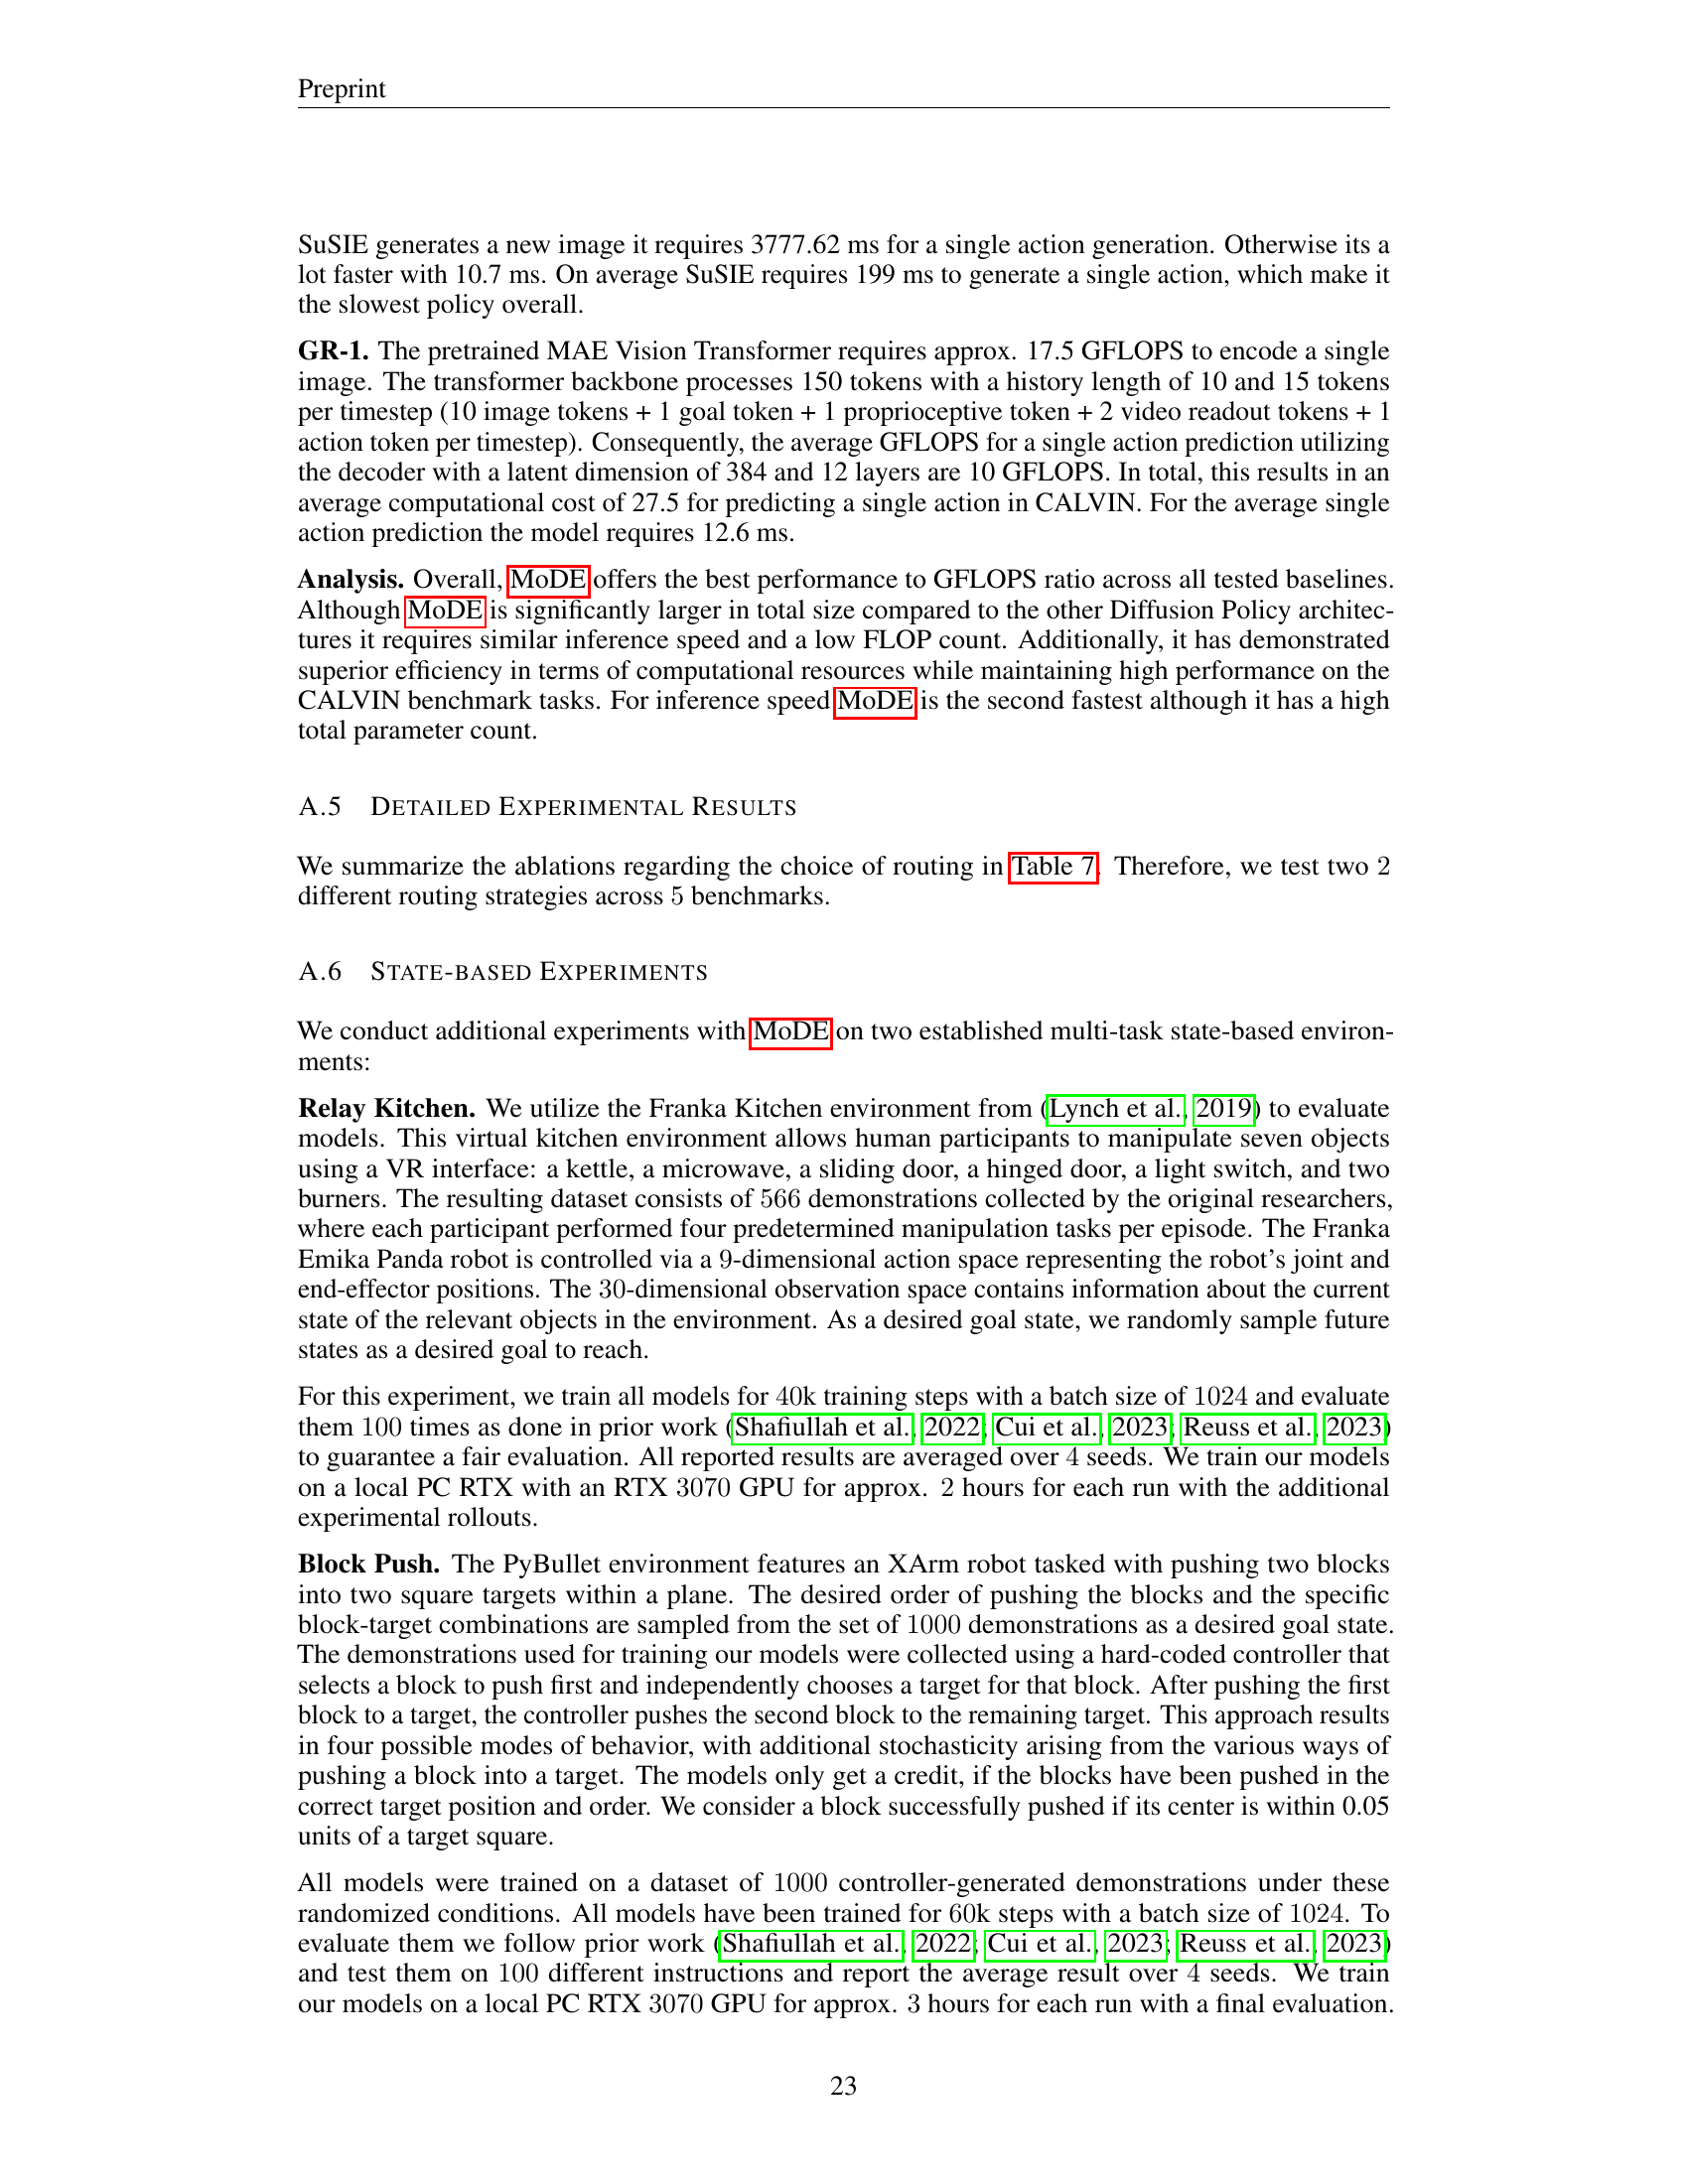 Preprint
SuSIE generates a new image it requires 3777.62 ms for a single action generation. Otherwise its a
lot faster with 10.7 ms. On average SuSIE requires 199 ms to generate a single action, which make it
the slowest policy overall.
GR-1. The pretrained MAE Vision Transformer requires approx. 17.5 GFLOPS to encode a single
image. The transformer backbone processes 150 tokens with a history length of 10 and 15 tokens
per timestep (10 image tokens + 1 goal token + 1 proprioceptive token + 2 video readout tokens + 1
action token per timestep). Consequently, the average GFLOPS for a single action prediction utilizing
the decoder with a latent dimension of 384 and 12 layers are 10 GFLOPS. In total, this results in an
average computational cost of 27.5 for predicting a single action in CALVIN. For the average single
action prediction the model requires 12.6 ms.
Analysis. Overall, MoDE offers the best performance to GFLOPS ratio across all tested baselines.
Although MoDE is significantly larger in total size compared to the other Diffusion Policy architec-
tures it requires similar inference speed and a low FLOP count. Additionally, it has demonstrated
superior efficiency in terms of computational resources while maintaining high performance on the
CALVIN benchmark tasks. For inference speed MoDE is the second fastest although it has a high
total parameter count.
A.5 DETAILED EXPERIMENTAL RESULTS
We summarize the ablations regarding the choice of routing in Table 7. Therefore, we test two 2
different routing strategies across 5 benchmarks.
A.6 STATE-BASED EXPERIMENTS
We conduct additional experiments with MoDE on two established multi-task state-based environ-
ments:
Relay Kitchen. We utilize the Franka Kitchen environment from (Lynch et al., 2019) to evaluate
models. This virtual kitchen environment allows human participants to manipulate seven objects
using a VR interface: a kettle, a microwave, a sliding door, a hinged door, a light switch, and two
burners. The resulting dataset consists of 566 demonstrations collected by the original researchers,
where each participant performed four predetermined manipulation tasks per episode. The Franka
Emika Panda robot is controlled via a 9-dimensional action space representing the robot's joint and
end-effector positions. The 30-dimensional observation space contains information about the current
state of the relevant objects in the environment. As a desired goal state, we randomly sample future
states as a desired goal to reach.
For this experiment, we train all models for 40k training steps with a batch size of 1024 and evaluate
them 100 times as done in prior work (Shafiullah et al., 2022; Cui et al., 2023; Reuss et al., 2023)
to guarantee a fair evaluation. All reported results are averaged over 4 seeds. We train our models
on a local PC RTX with an RTX 3070 GPU for approx. 2 hours for each run with the additional
experimental rollouts.
Block Push. The PyBullet environment features an XArm robot tasked with pushing two blocks
into two square targets within a plane. The desired order of pushing the blocks and the specific
block-target combinations are sampled from the set of 1000 demonstrations as a desired goal state.
The demonstrations used for training our models were collected using a hard-coded controller that
selects a block to push first and independently chooses a target for that block. After pushing the first
block to a target, the controller pushes the second block to the remaining target. This approach results
in four possible modes of behavior, with additional stochasticity arising from the various ways of
pushing a block into a target. The models only get a credit, if the blocks have been pushed in the
correct target position and order. We consider a block successfully pushed if its center is within 0.05
units of a target square.
All models were trained on a dataset of 1000 controller-generated demonstrations under these
randomized conditions. All models have been trained for 60k steps with a batch size of 1024. To
evaluate them we follow prior work (Shafiullah et al., 2022; Cui et al., 2023; Reuss et al., 2023)
and test them on 100 different instructions and report the average result over 4 seeds. We train
our models on a local PC RTX 3070 GPU for approx. 3 hours for each run with a final evaluation.
23